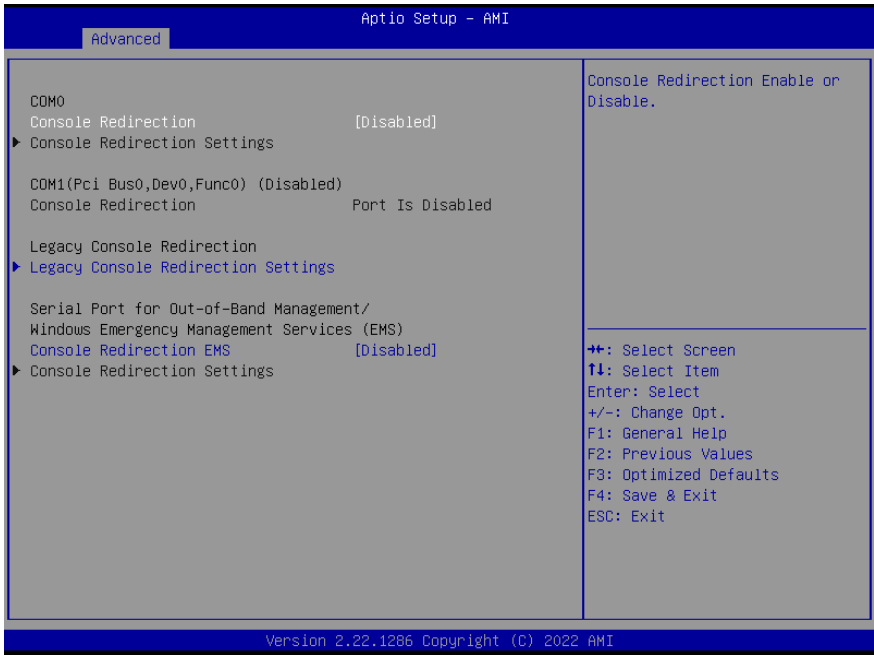 Aptio Setup – AMI
Advanced
COM0
Console Redirection [Disabled]
Console Redirection Settings
COM1(Pci Bus0,Dev0,Func0) (Disabled)
Console Redirection Port Is Disabled
Legacy Console Redirection
Legacy Console Redirection Settings
Serial Port for Out-of-Band Management/
Windows Emergency Management Services (EMS)
Console Redirection EMS [Disabled]
Console Redirection Settings
Console Redirection Enable or
Disable.
→←: Select Screen
↑↓: Select Item
Enter: Select
+/-: Change Opt.
F1: General Help
F2: Previous Values
F3: Optimized Defaults
F4: Save & Exit
ESC: Exit
Version 2.22.1286 Copyright (C) 2022 AMI